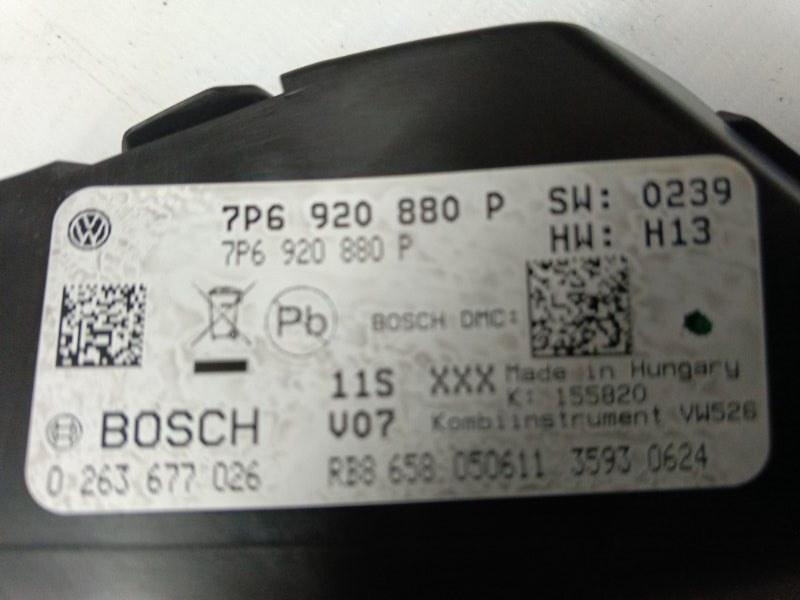 7P6 920 880 P SW: 0239
7P6 920 880 P HW: H13
Pb BOSCH DMC:
11S XXX Made in Hungary
K: 155820
BOSCH V07 Kombiinstrument VW526
0 263 677 026 RB8 658 050611 3593 0624